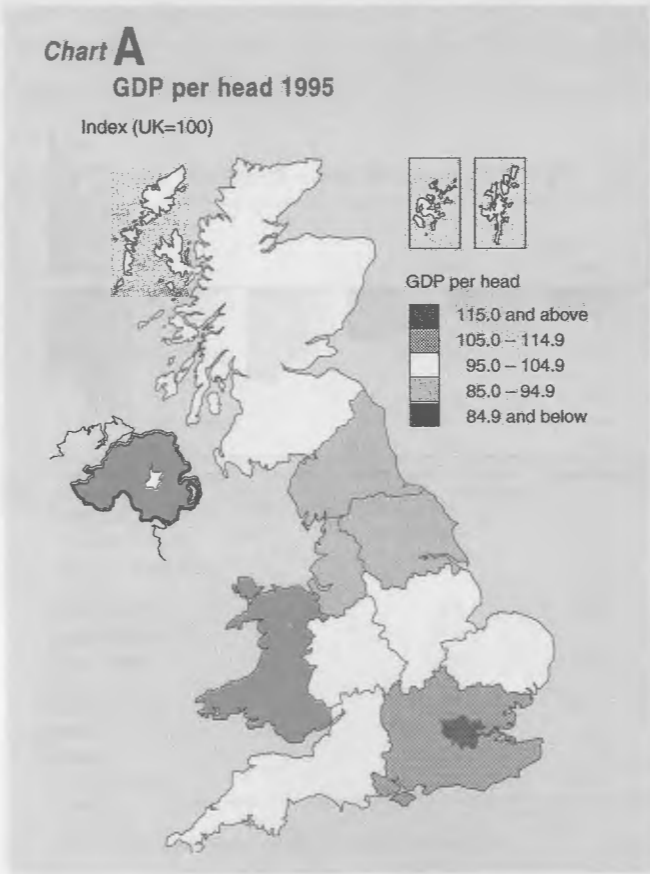 Chart A
GDP per head 1995
Index (UK=100)
GDP per head
115.0 and above
105.0 – 114.9
95.0 – 104.9
85.0 – 94.9
84.9 and below